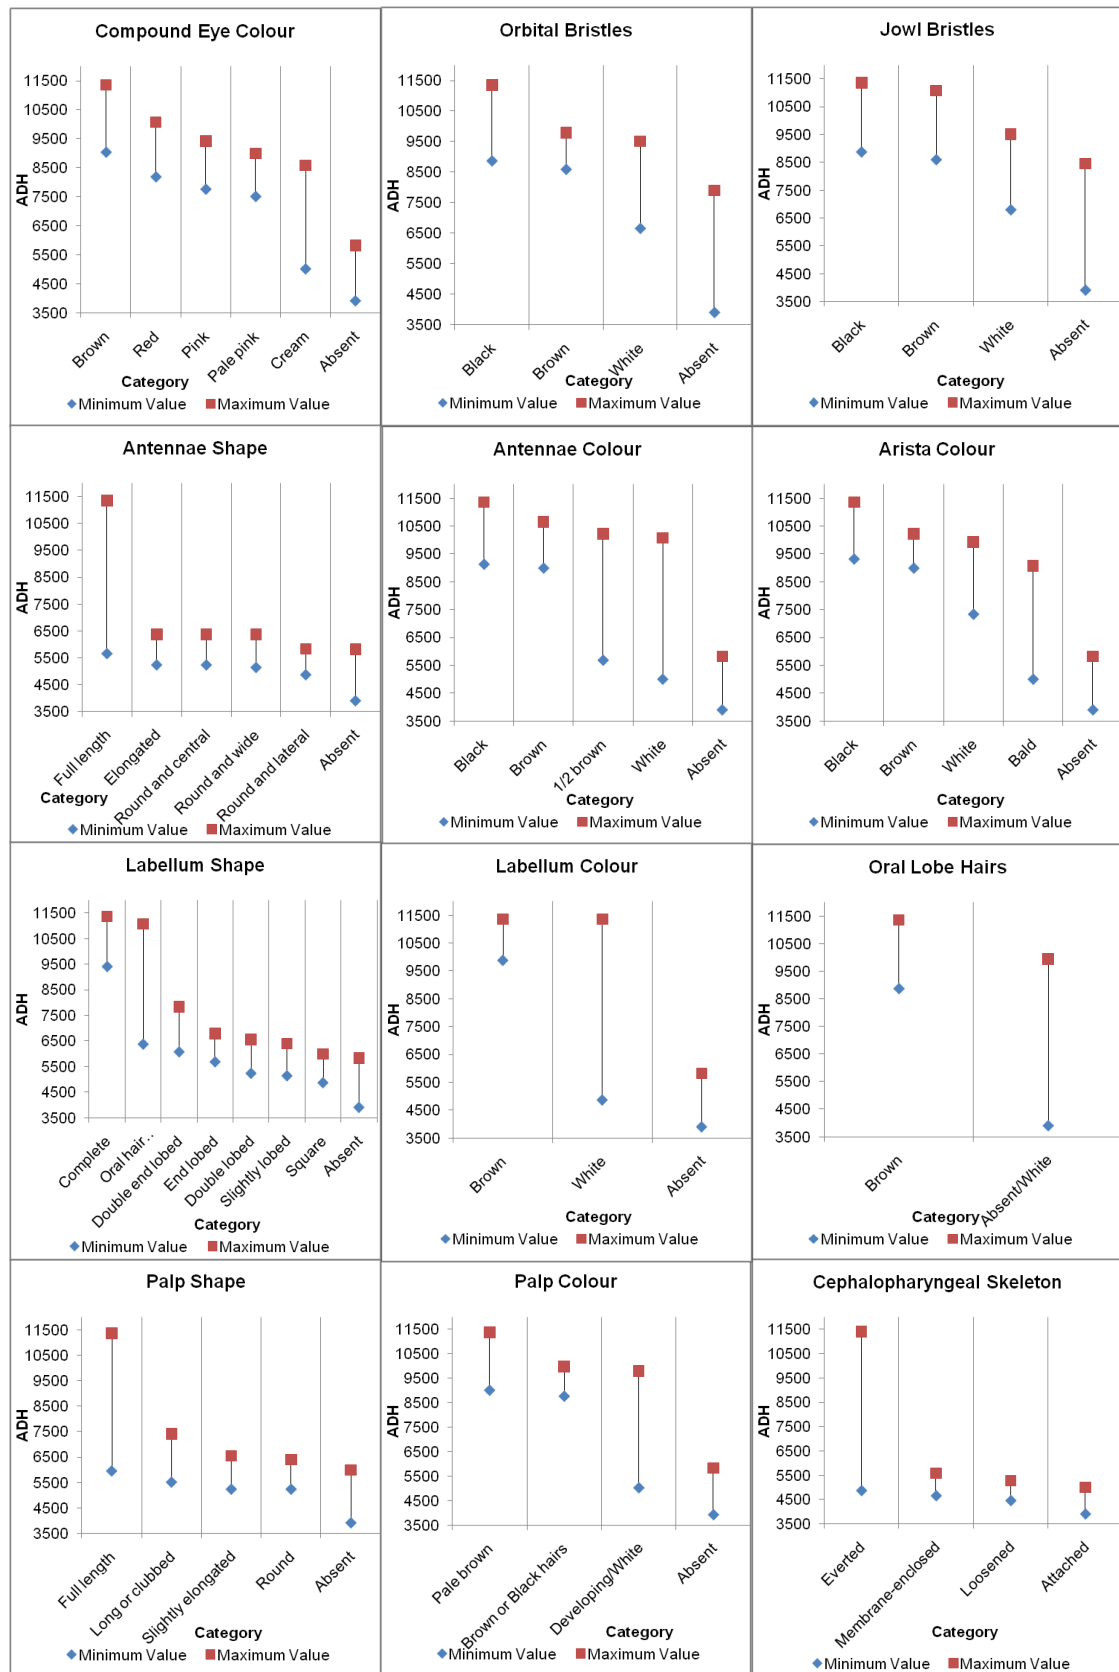 Compound Eye Colour
11500
10500
9500
8500
7500
6500
5500
4500
3500
ADH
Brown
Red
Pink
Pale pink
Cream
Absent
Category
Minimum Value Maximum Value
Orbital Bristles
11500
10500
9500
8500
7500
6500
5500
4500
3500
ADH
Black
Brown
White
Absent
Category
Minimum Value Maximum Value
Jowl Bristles
11500
10500
9500
8500
7500
6500
5500
4500
3500
ADH
Black
Brown
White
Absent
Category
Minimum Value Maximum Value
Antennae Shape
11500
10500
9500
8500
7500
6500
5500
4500
3500
ADH
Full length
Elongated
Round and central
Round and wide
Round and lateral
Absent
Category
Minimum Value Maximum Value
Antennae Colour
11500
10500
9500
8500
7500
6500
5500
4500
3500
ADH
Black
Brown
1/2 brown
White
Absent
Category
Minimum Value Maximum Value
Arista Colour
11500
10500
9500
8500
7500
6500
5500
4500
3500
ADH
Black
Brown
White
Bald
Absent
Category
Minimum Value Maximum Value
Labellum Shape
11500
10500
9500
8500
7500
6500
5500
4500
3500
ADH
Complete
Oral hair...
Double end lobed
End lobed
Double lobed
Slightly lobed
Square
Absent
Category
Minimum Value Maximum Value
Labellum Colour
11500
10500
9500
8500
7500
6500
5500
4500
3500
ADH
Brown
White
Absent
Category
Minimum Value Maximum Value
Oral Lobe Hairs
11500
10500
9500
8500
7500
6500
5500
4500
3500
ADH
Brown
Absent/White
Category
Minimum Value Maximum Value
Palp Shape
11500
10500
9500
8500
7500
6500
5500
4500
3500
ADH
Full length
Long or clubbed
Slightly elongated
Round
Absent
Category
Minimum Value Maximum Value
Palp Colour
11500
10500
9500
8500
7500
6500
5500
4500
3500
ADH
Pale brown
Brown or Black hairs
Developing/White
Absent
Category
Minimum Value Maximum Value
Cephalopharyngeal Skeleton
11500
10500
9500
8500
7500
6500
5500
4500
3500
ADH
Everted
Membrane-enclosed
Loosened
Attached
Category
Minimum Value Maximum Value